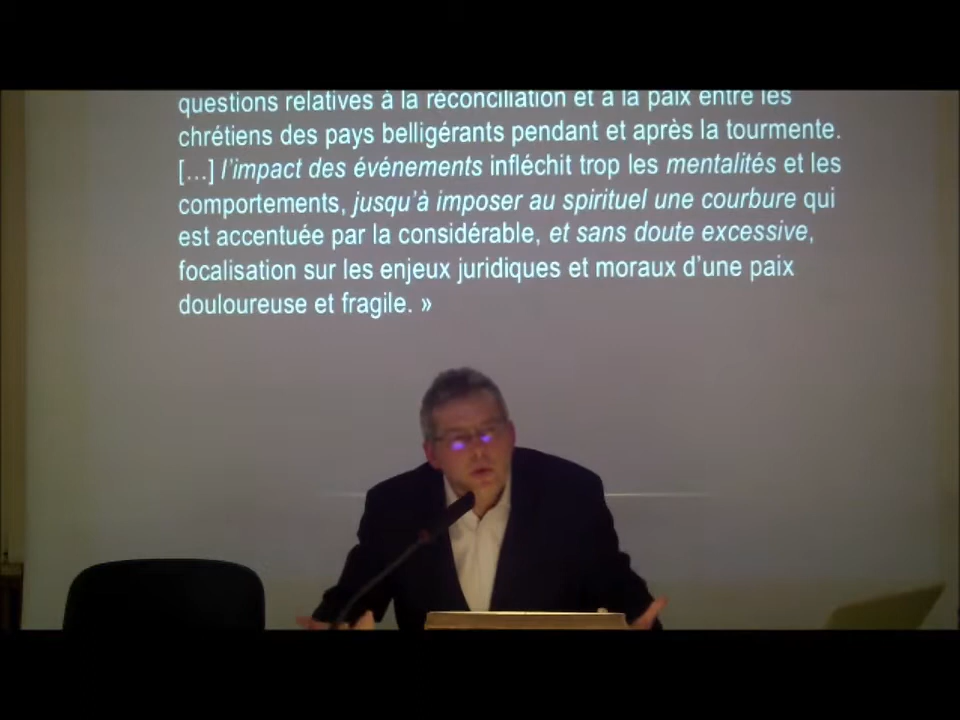 questions relatives à la réconciliation et à la paix entre les
chrétiens des pays belligérants pendant et après la tourmente.
[…] l’impact des événements infléchit trop les mentalités et les
comportements, jusqu’à imposer au spirituel une courbure qui
est accentuée par la considérable, et sans doute excessive,
focalisation sur les enjeux juridiques et moraux d’une paix
douloureuse et fragile. »